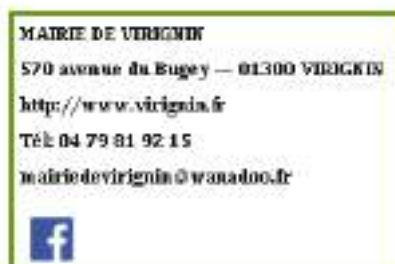 MAIRIE DE VIRIGNIN
570 avenue du Bugey — 01300 VIRIGNIN
http://www.virignin.fr
Tél: 04 79 81 92 15
mairiedevirignin@wanadoo.fr